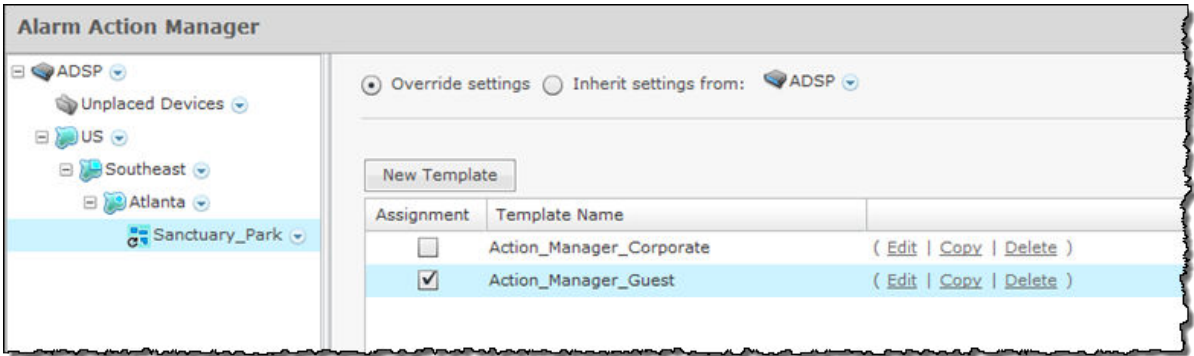 Alarm Action Manager
ADSP
Unplaced Devices
US
Southeast
Atlanta
Sanctuary_Park
Override settings Inherit settings from: ADSP
New Template
Assignment Template Name
Action_Manager_Corporate ( Edit | Copy | Delete )
Action_Manager_Guest ( Edit | Copy | Delete )